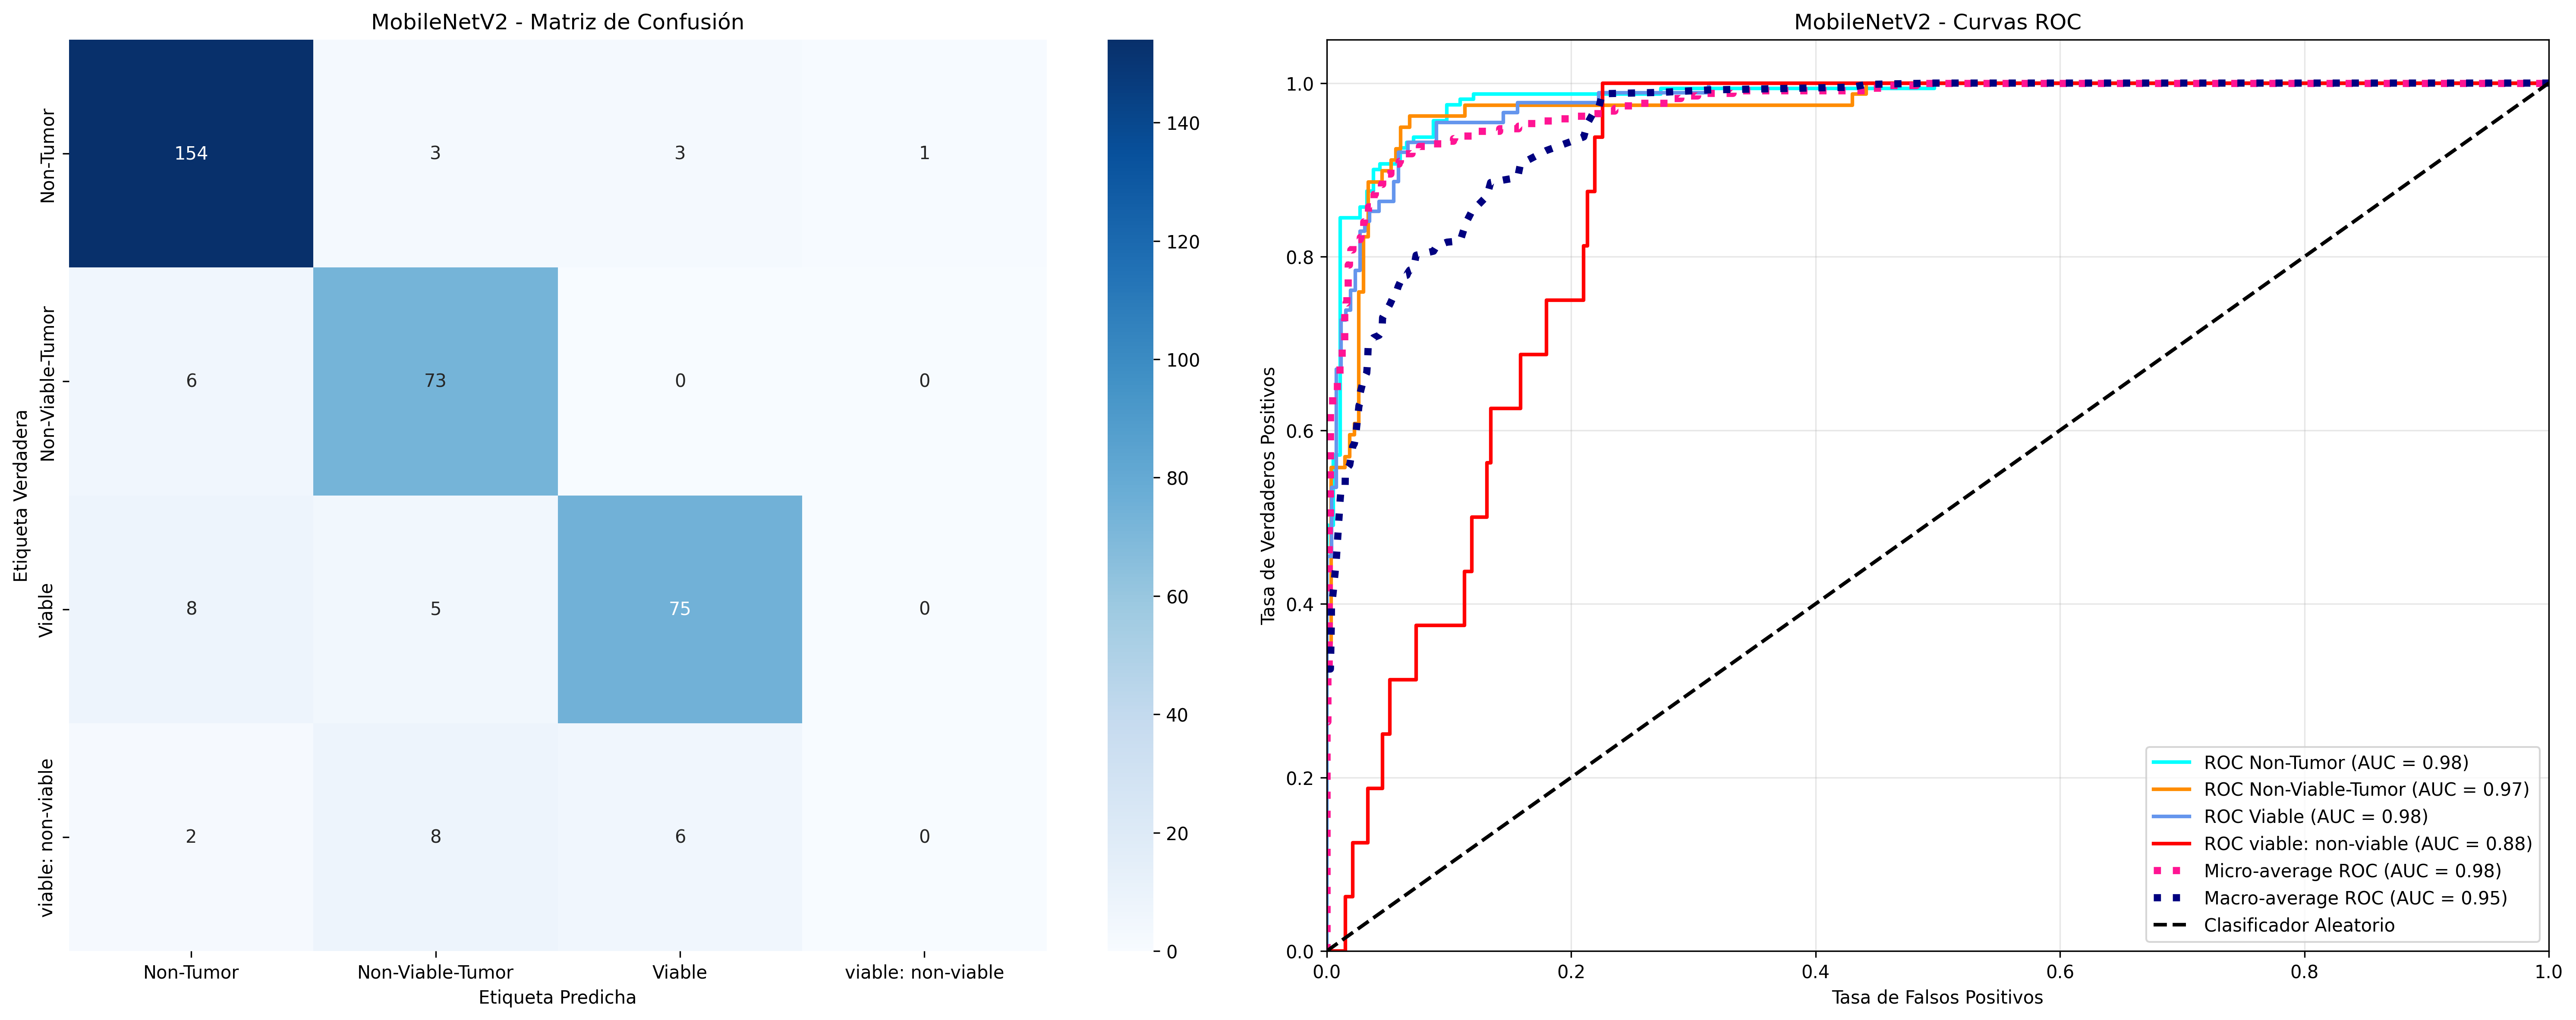 MobileNetV2 - Matriz de Confusión
Etiqueta Verdadera
Non-Tumor
Non-Viable-Tumor
Viable
viable: non-viable
154 3 3 1
6 73 0 0
8 5 75 0
2 8 6 0
Non-Tumor Non-Viable-Tumor Viable viable: non-viable
Etiqueta Predicha
140
120
100
80
60
40
20
0
MobileNetV2 - Curvas ROC
Tasa de Verdaderos Positivos
1.0
0.8
0.6
0.4
0.2
0.0
0.0 0.2 0.4 0.6 0.8 1.0
Tasa de Falsos Positivos
ROC Non-Tumor (AUC = 0.98)
ROC Non-Viable-Tumor (AUC = 0.97)
ROC Viable (AUC = 0.98)
ROC viable: non-viable (AUC = 0.88)
Micro-average ROC (AUC = 0.98)
Macro-average ROC (AUC = 0.95)
Clasificador Aleatorio